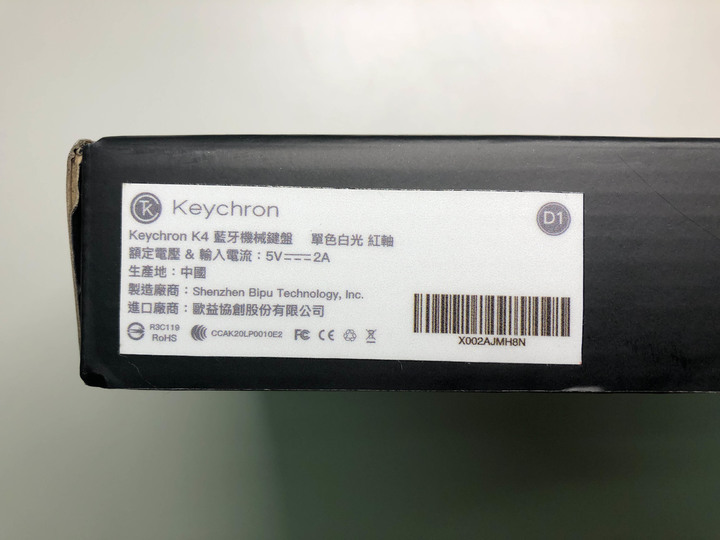 Keychron
D1
Keychron K4 藍牙機械鍵盤 單色白光 紅軸
額定電壓 & 輸入電流：5V⎓2A
生產地：中國
製造廠商：Shenzhen Bipu Technology, Inc.
進口廠商：歐益協創股份有限公司
R3C119
RoHS
CCAK20LP0010E2
FC CE
X002AJMH8N